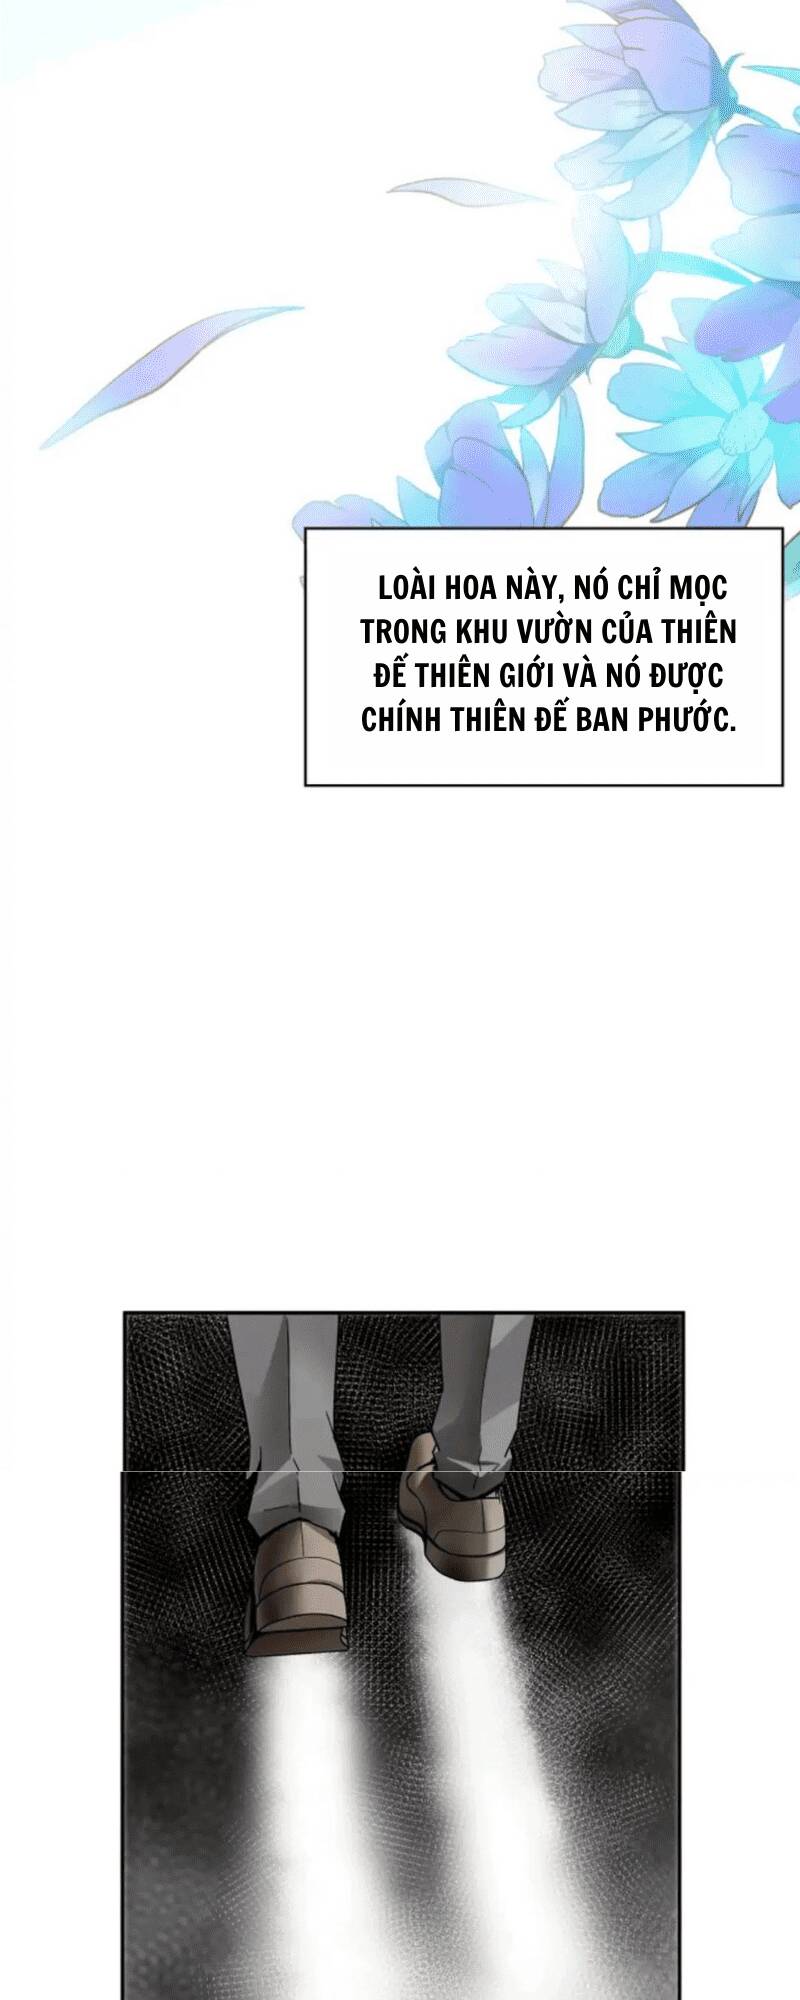 LOÀI HOA NÀY, NÓ CHỈ MỌC
TRONG KHU VƯỜN CỦA THIÊN
ĐẾ THIÊN GIỚI VÀ NÓ ĐƯỢC
CHÍNH THIÊN ĐẾ BAN PHƯỚC.